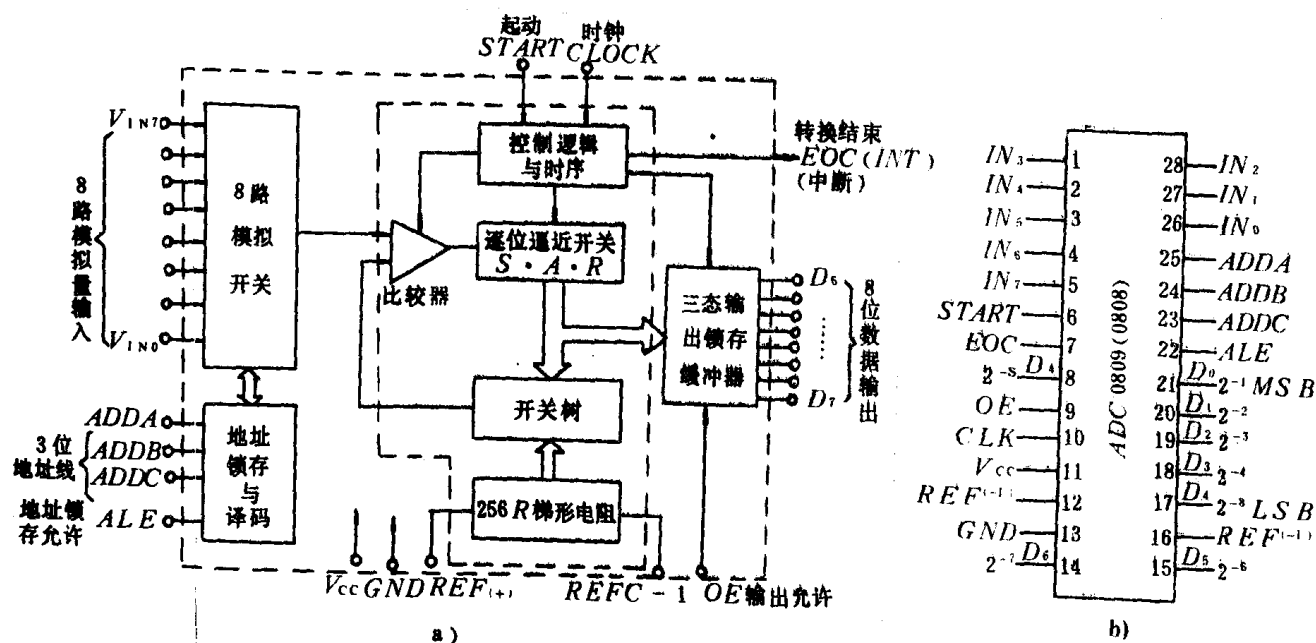 起动
时钟
START CLOCK
VIN7
8路模拟量输入
VIN0
8路
模拟
开关
控制逻辑
与时序
转换结束
EOC(INT)
(中断)
逐位逼近开关
S·A·R
比较器
三态输
出锁存
缓冲器
D6
......
D7
8位数据输出
开关树
ADDA
3位
地址线
ADDB
ADDC
地址锁
存允许
ALE
地址
锁存
与
译码
256R梯形电阻
Vcc GND REF(+) REFC-1 OE输出允许
a)
IN3 1
IN4 2
IN5 3
IN6 4
IN7 5
START 6
EOC 7
2-S D4 8
OE 9
CLK 10
Vcc 11
REF(-1) 12
GND 13
2-7 D6 14
ADC 0809(0808)
28 IN2
27 IN1
26 IN0
25 ADDA
24 ADDB
23 ADDC
22 ALE
21 D0 2-1 MSB
20 D1 2-2
19 D2 2-3
18 D3 2-4
17 D4 2-8 LSB
16 REF(-1)
15 D5 2-6
b)